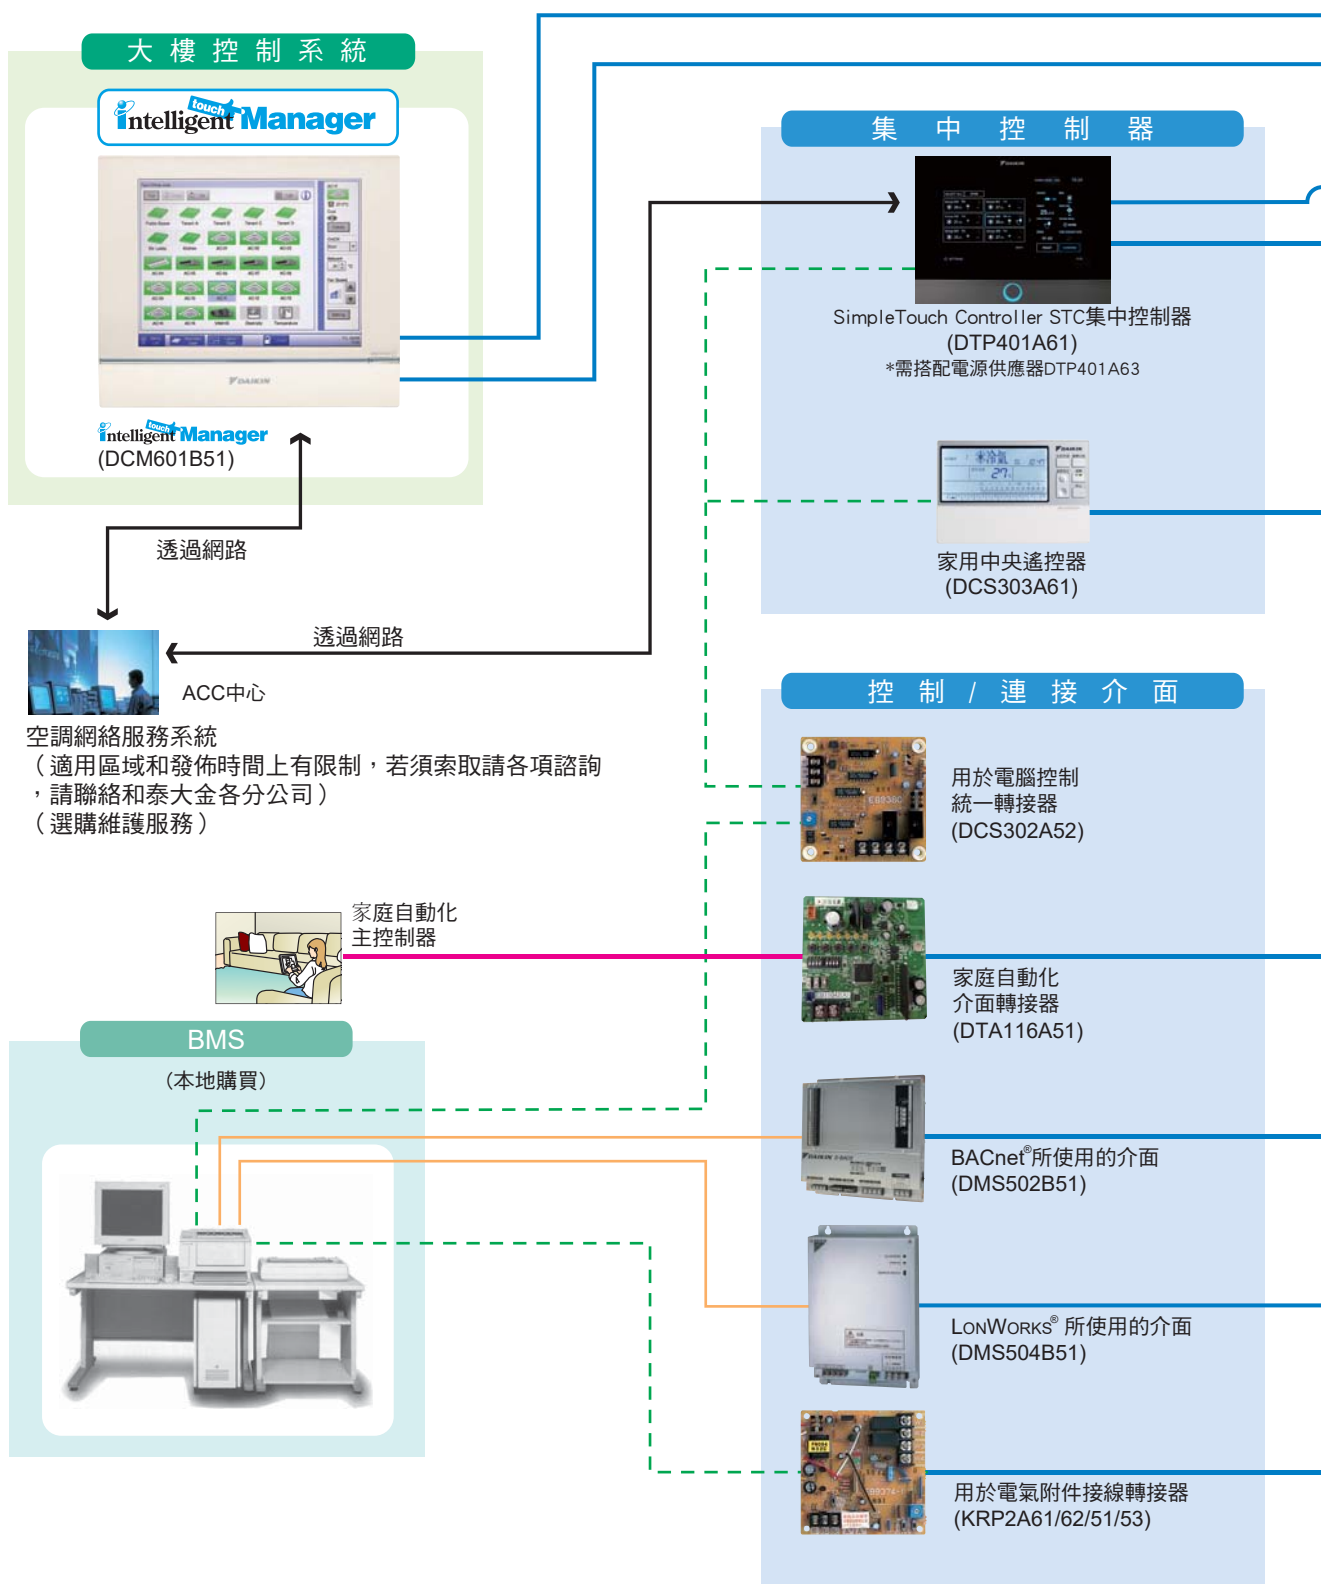 大樓控制系統
intelligent touch Manager
DAIKIN
intelligent touch Manager
(DCM601B51)
透過網路
透過網路
ACC中心
空調網絡服務系統
（適用區域和發佈時間上有限制，若須索取請各項諮詢
，請聯絡和泰大金各分公司）
（選購維護服務）
集中控制器
DAIKIN
SimpleTouch Controller STC集中控制器
(DTP401A61)
*需搭配電源供應器DTP401A63
DAIKIN
冷氣
27
家用中央遙控器
(DCS303A61)
控制/連接介面
用於電腦控制
統一轉接器
(DCS302A52)
家庭自動化
主控制器
家庭自動化
介面轉接器
(DTA116A51)
BMS
(本地購買)
DAIKIN
BACnet®所使用的介面
(DMS502B51)
LONWORKS® 所使用的介面
(DMS504B51)
用於電氣附件接線轉接器
(KRP2A61/62/51/53)